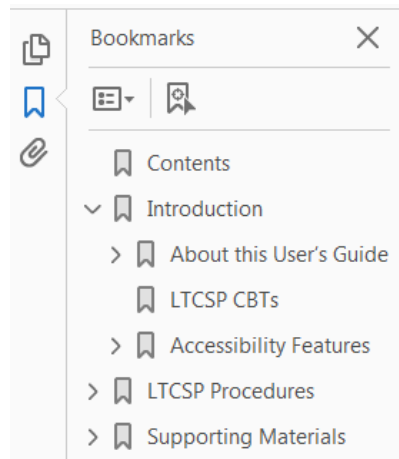 Bookmarks
Contents
Introduction
About this User's Guide
LTCSP CBTs
Accessibility Features
LTCSP Procedures
Supporting Materials